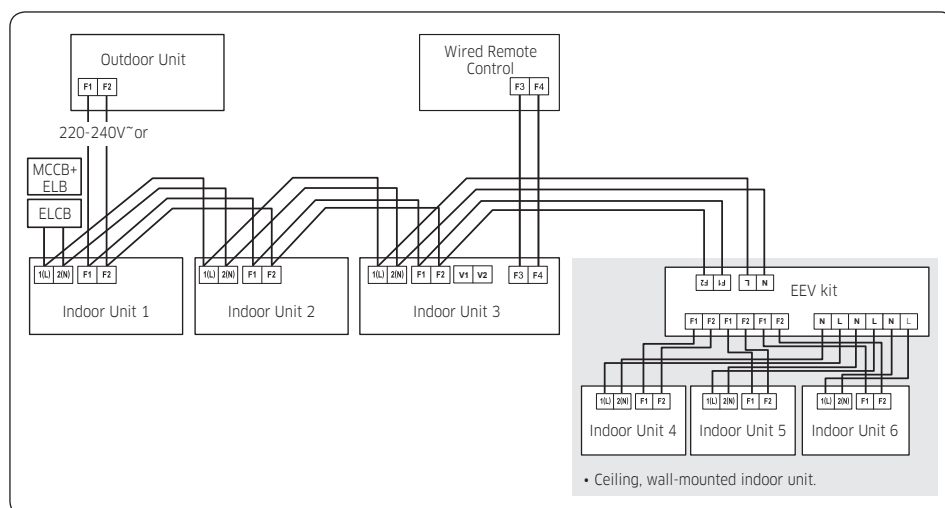 Outdoor Unit
F1 F2
Wired Remote
Control
F3 F4
220-240V~or
MCCB+
ELB
ELCB
1(L) 2(N) F1 F2
Indoor Unit 1
1(L) 2(N) F1 F2
Indoor Unit 2
1(L) 2(N) F1 F2 V1 V2 F3 F4
Indoor Unit 3
F2 F1 L N
EEV kit
F1 F2 F1 F2 F1 F2 N L N L N L
1(L) 2(N) F1 F2
Indoor Unit 4
1(L) 2(N) F1 F2
Indoor Unit 5
1(L) 2(N) F1 F2
Indoor Unit 6
• Ceiling, wall-mounted indoor unit.